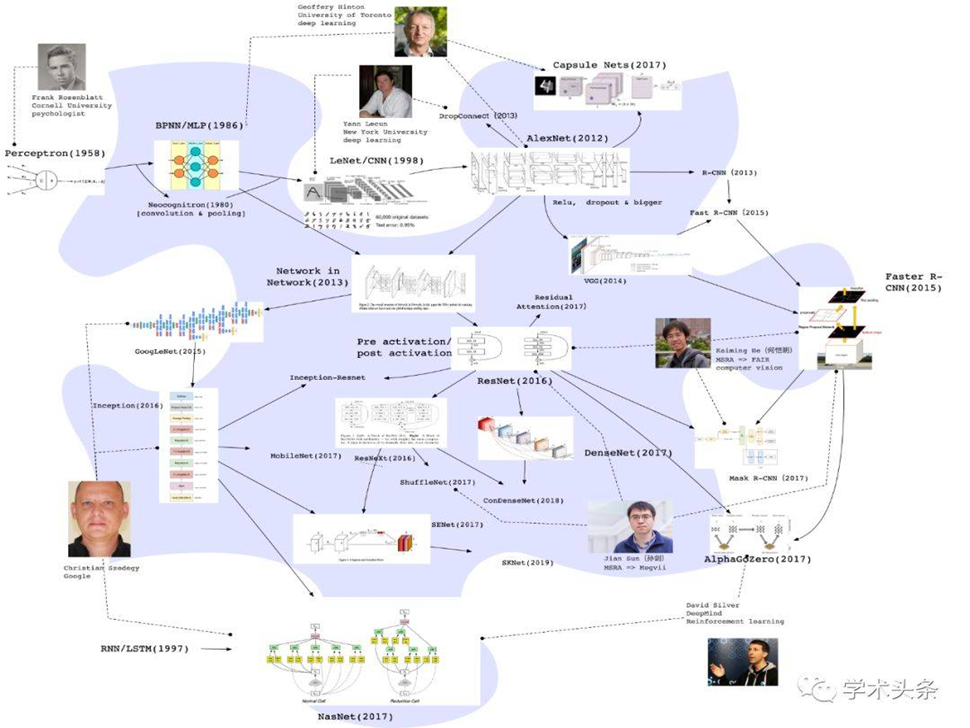 Geoffery Hinton
University of Toronto
deep learning
Capsule Nets(2017)
Frank Rosenblatt
Cornell University
psychologist
Yann Lecun
New York University
deep learning
DropConnect (2013)
BPNN/MLP(1986)
AlexNet(2012)
Perceptron(1958)
LeNet/CNN(1998)
R-CNN (2013)
Neocognitron(1980)
[convolution & pooling]
60,000 original datasets
Test error: 0.95%
Relu, dropout & bigger
Fast R-CNN (2015)
VGG(2014)
Faster R-
CNN(2015)
Network in
Network(2013)
Residual
Attention(2017)
GoogLeNet(2015)
Pre activation/
post activation
Kaiming He (何恺明)
MSRA => FAIR
computer vision
Inception-Resnet
ResNet(2016)
Inception(2016)
MobileNet(2017)
ResNeXt(2016)
DenseNet(2017)
Mask R-CNN (2017)
ShuffleNet(2017)
ConDenseNet(2018)
SENet(2017)
SKNet(2019)
Jian Sun (孙剑)
MSRA => Megvii
AlphaGoZero(2017)
Christian Szedegy
Google
David Silver
DeepMind
Reinforcement learning
RNN/LSTM(1997)
Normal Cell
Reduction Cell
NasNet(2017)
学术头条